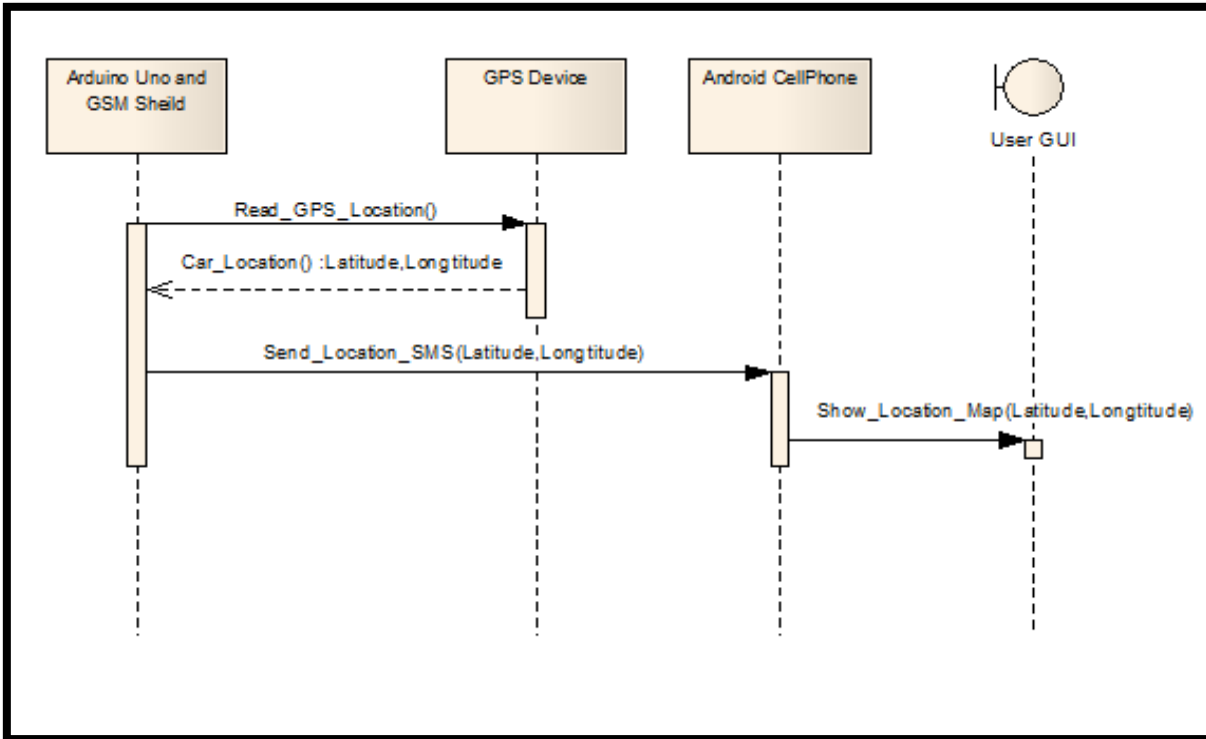 Arduino Uno and
GSM Sheild
GPS Device
Android CellPhone
User GUI
Read_GPS_Location()
Car_Location() :Latitude,Longtitude
Send_Location_SMS(Latitude,Longtitude)
Show_Location_Map(Latitude,Longtitude)